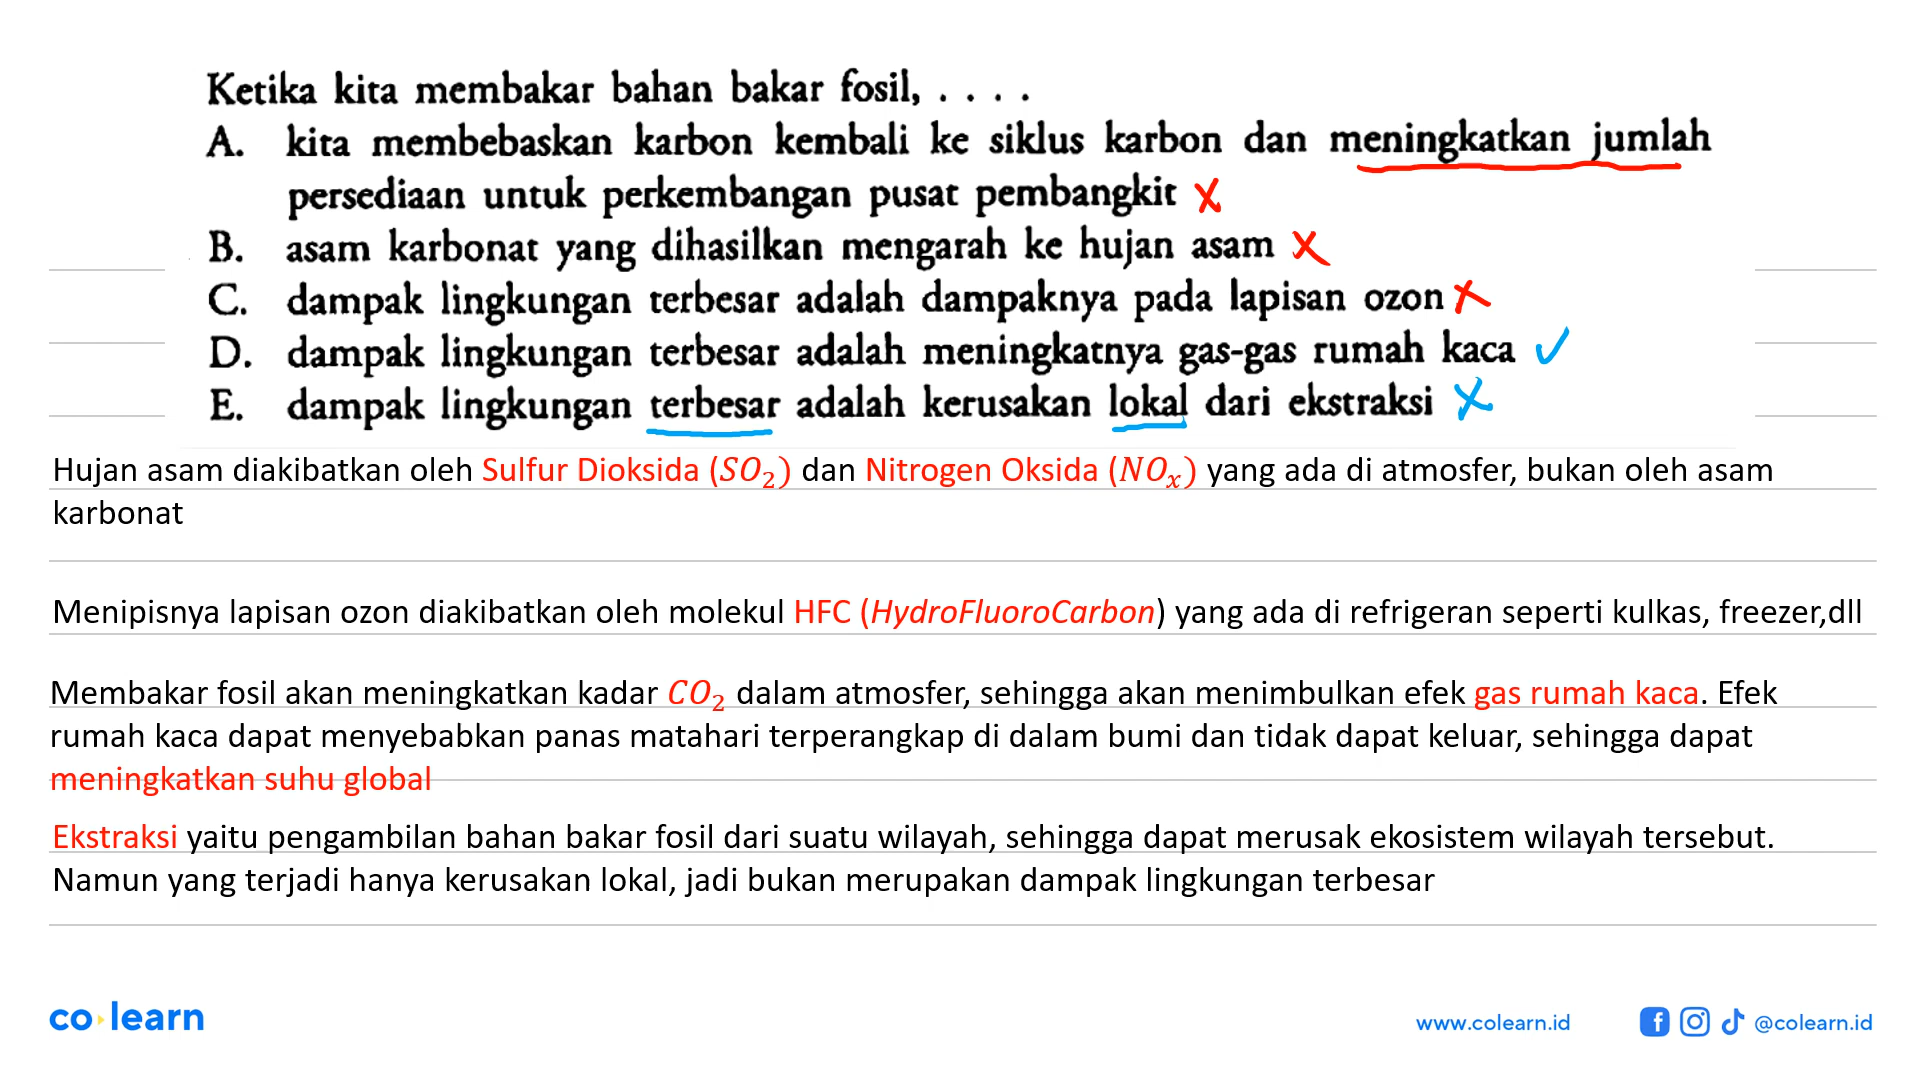 Ketika kita membakar bahan bakar fosil, . . . .
A. kita membebaskan karbon kembali ke siklus karbon dan meningkatkan jumlah
persediaan untuk perkembangan pusat pembangkit
B. asam karbonat yang dihasilkan mengarah ke hujan asam
C. dampak lingkungan terbesar adalah dampaknya pada lapisan ozon
D. dampak lingkungan terbesar adalah meningkatnya gas-gas rumah kaca
E. dampak lingkungan terbesar adalah kerusakan lokal dari ekstraksi
Hujan asam diakibatkan oleh Sulfur Dioksida (SO₂) dan Nitrogen Oksida (NOₓ) yang ada di atmosfer, bukan oleh asam
karbonat
Menipisnya lapisan ozon diakibatkan oleh molekul HFC (HydroFluoroCarbon) yang ada di refrigeran seperti kulkas, freezer,dll
Membakar fosil akan meningkatkan kadar CO₂ dalam atmosfer, sehingga akan menimbulkan efek gas rumah kaca. Efek
rumah kaca dapat menyebabkan panas matahari terperangkap di dalam bumi dan tidak dapat keluar, sehingga dapat
meningkatkan suhu global
Ekstraksi yaitu pengambilan bahan bakar fosil dari suatu wilayah, sehingga dapat merusak ekosistem wilayah tersebut.
Namun yang terjadi hanya kerusakan lokal, jadi bukan merupakan dampak lingkungan terbesar
co learn
www.colearn.id
@colearn.id